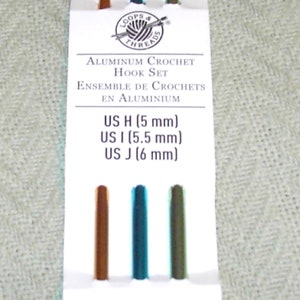 LOOPS &
THREADS
ALUMINUM CROCHET
HOOK SET
ENSEMBLE DE CROCHETS
EN ALUMINIUM
US H (5 mm)
US I (5.5 mm)
US J (6 mm)